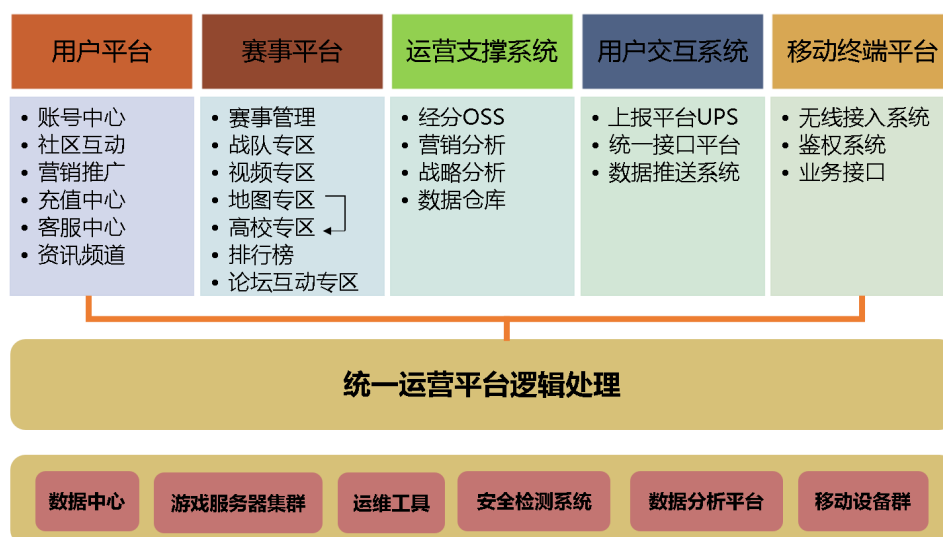 用户平台
赛事平台
运营支撑系统
用户交互系统
移动终端平台
• 账号中心
• 社区互动
• 营销推广
• 充值中心
• 客服中心
• 资讯频道
• 赛事管理
• 战队专区
• 视频专区
• 地图专区
• 高校专区
• 排行榜
• 论坛互动专区
• 经分OSS
• 营销分析
• 战略分析
• 数据仓库
• 上报平台UPS
• 统一接口平台
• 数据推送系统
• 无线接入系统
• 鉴权系统
• 业务接口
统一运营平台逻辑处理
数据中心
游戏服务器集群
运维工具
安全检测系统
数据分析平台
移动设备群